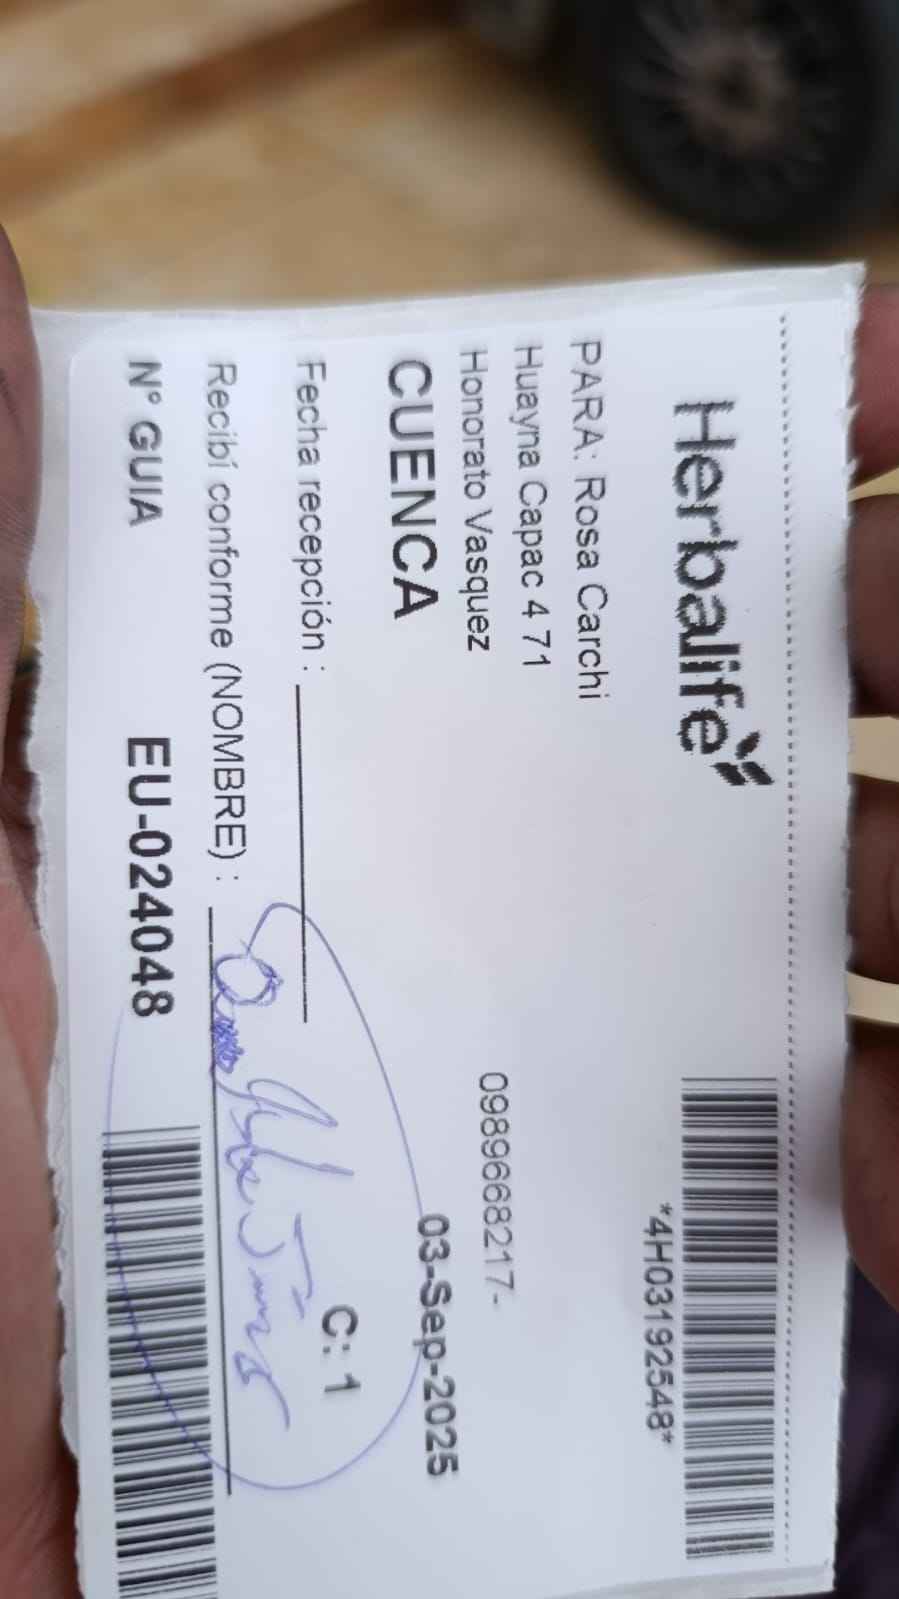 Herbalife
*4H03192548*
PARA: Rosa Carchi
Huayna Capac 4 71
Honorato Vasquez
0989668217-
CUENCA
03-Sep-2025
Fecha recepción :
C: 1
Recibí conforme (NOMBRE) :
N° GUIA
EU-024048